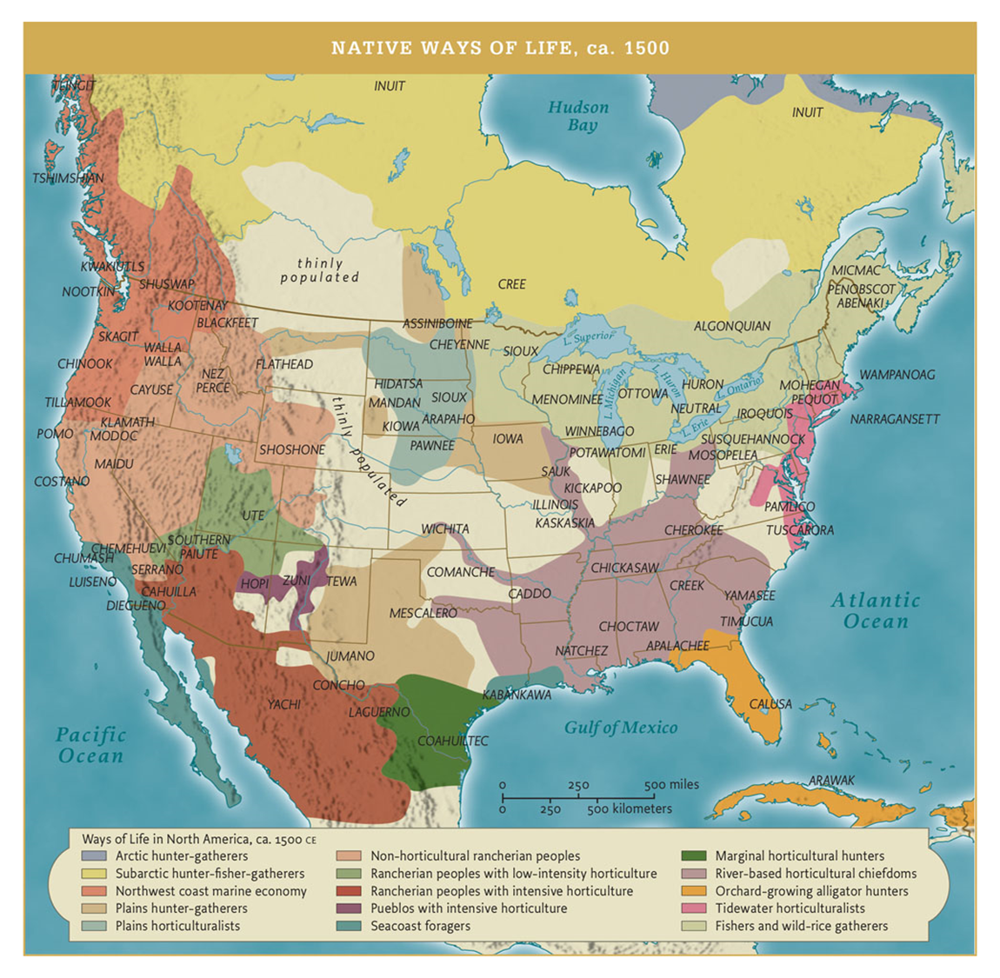 NATIVE WAYS OF LIFE, ca. 1500
TLINGIT
INUIT
Hudson
Bay
INUIT
TSHIMSHIAN
thinly
populated
KWAKIUTLS
NOOTKIN
SHUSWAP
CREE
MICMAC
PENOBSCOT
ABENAKI
KOOTENAY
BLACKFEET
ASSINIBOINE
ALGONQUIAN
SKAGIT
WALLA
WALLA
CHEYENNE
SIOUX
L. Superior
CHINOOK
FLATHEAD
CHIPPEWA
WAMPANOAG
NEZ
PERCE
CAYUSE
HIDATSA
L. Michigan
L. Huron
OTTOWA
HURON
L. Ontario
MOHEGAN
PEQUOT
TILLAMOOK
MANDAN
SIOUX
MENOMINEE
NEUTRAL
IROQUOIS
NARRAGANSETT
KLAMATH
MODOC
POMO
KIOWA
ARAPAHO
WINNEBAGO
L. Erie
SHOSHONE
PAWNEE
IOWA
POTAWATOMI
ERIE
SUSQUEHANNOCK
MOSOPELEA
MAIDU
thinly populated
COSTANO
SAUK
KICKAPOO
SHAWNEE
UTE
ILLINOIS
KASKASKIA
PAMLICO
WICHITA
CHEROKEE
TUSCARORA
CHEMEHUEVI
SOUTHERN
PAIUTE
CHUMASH
SERRANO
LUISENO
CAHUILLA
HOPI
ZUNI
TEWA
COMANCHE
CHICKASAW
DIEGUENO
CADDO
CREEK
YAMASEE
Atlantic
Ocean
MESCALERO
CHOCTAW
TIMUCUA
JUMANO
NATCHEZ
APALACHEE
CONCHO
KABANKAWA
YACHI
LAGUERNO
CALUSA
Pacific
Ocean
COAHUILTEC
Gulf of Mexico
ARAWAK
0 250 500 miles
0 250 500 kilometers
Ways of Life in North America, ca. 1500 CE
Arctic hunter-gatherers
Subarctic hunter-fisher-gatherers
Northwest coast marine economy
Plains hunter-gatherers
Plains horticulturalists
Non-horticultural rancherian peoples
Rancherian peoples with low-intensity horticulture
Rancherian peoples with intensive horticulture
Pueblos with intensive horticulture
Seacoast foragers
Marginal horticultural hunters
River-based horticultural chiefdoms
Orchard-growing alligator hunters
Tidewater horticulturalists
Fishers and wild-rice gatherers